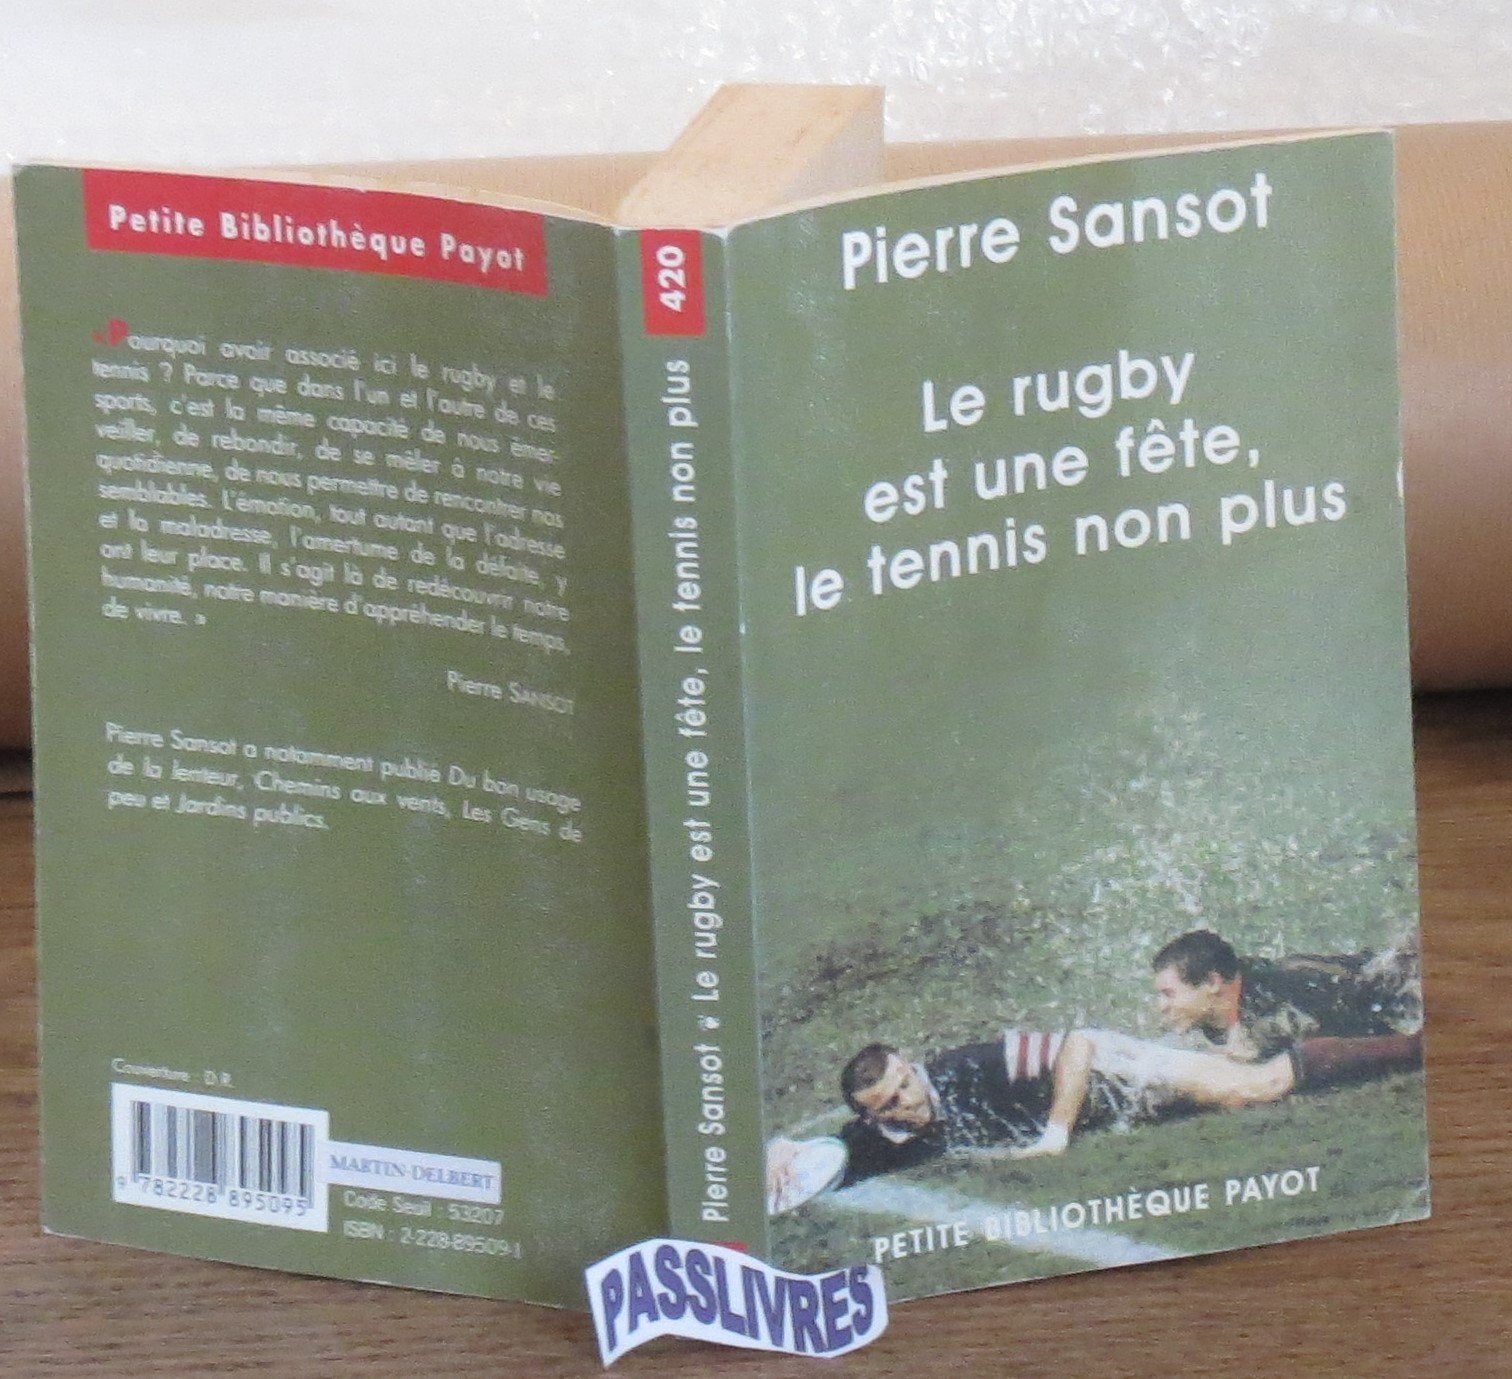 Petite Bibliothèque Payot
« Pourquoi avoir associé ici le rugby et le
tennis ? Parce que dans l'un et l'autre de ces
sports, c'est la même capacité de nous émer-
veiller, de rebondir, de se mêler à notre vie
quotidienne, de nous permettre de rencontrer nos
semblables. L'émotion, tout autant que l'adresse
et la maladresse, l'amertume de la défaite, y
ont leur place. Il s'agit là de redécouvrir notre
humanité, notre manière d'appréhender le temps,
de vivre. »
Pierre SANSOT
Pierre Sansot a notamment publié Du bon usage
de la lenteur, Chemins aux vents, Les Gens de
peu et Jardins publics.
Couverture : D.R.
9 782228 895095
MARTIN-DELBERT
Code Seuil : 53207
ISBN : 2-228-89509-1
420
Pierre Sansot Le rugby est une fête, le tennis non plus
Pierre Sansot
Le rugby
est une fête,
le tennis non plus
PETITE BIBLIOTHÈQUE PAYOT
PASSLIVRES